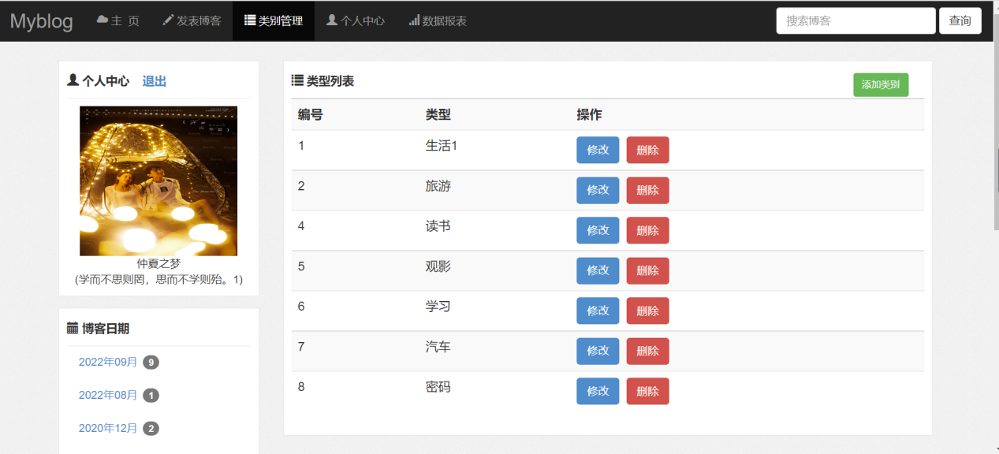 Myblog 主 页 发表博客 类别管理 个人中心 数据报表 搜索博客 查询
个人中心 退出
仲夏之梦
(学而不思则罔，思而不学则殆。1)
博客日期
2022年09月 9
2022年08月 1
2020年12月 2
类型列表 添加类别
编号 类型 操作
1 生活1 修改 删除
2 旅游 修改 删除
4 读书 修改 删除
5 观影 修改 删除
6 学习 修改 删除
7 汽车 修改 删除
8 密码 修改 删除